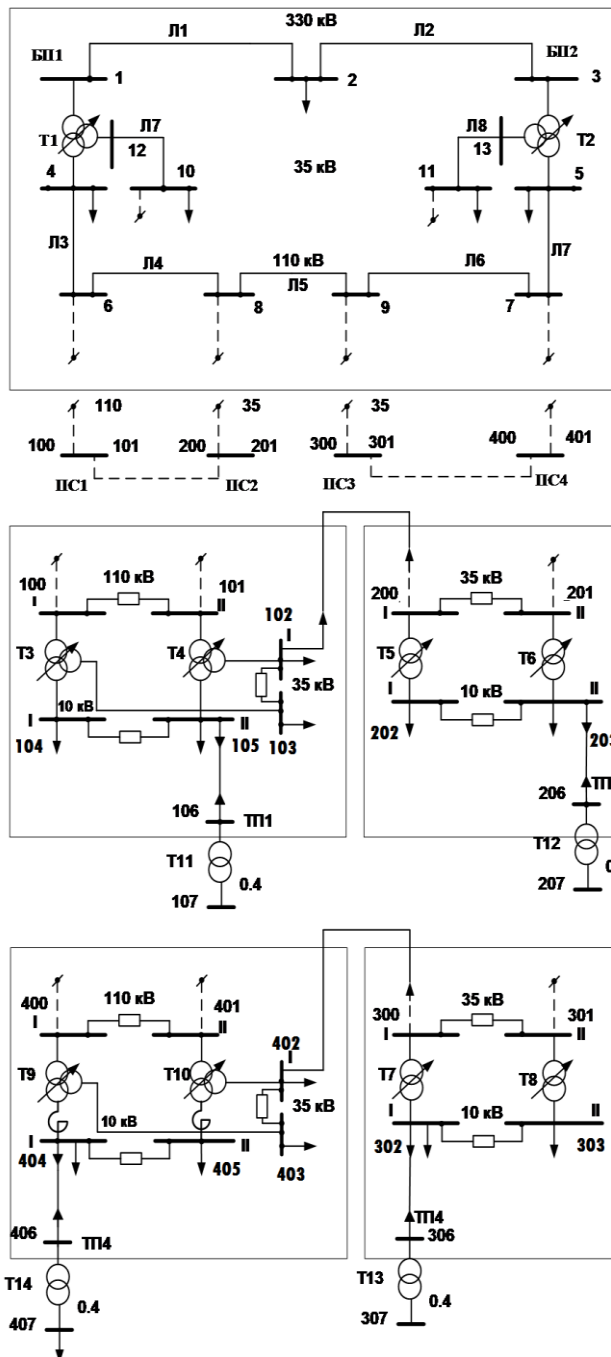 Л1 330 кВ Л2
БП1 БП2
1 2 3
Т1 Л7 Л8 Т2
12 13
4 10 35 кВ 11 5
Л3 Л4 110 кВ Л6 Л7
Л5
6 8 9 7
110 35 35
100 101 200 201 300 301 400 401
ПС1 ПС2 ПС3 ПС4
100 110 кВ 101 200 35 кВ 201
I II 102 I II
I
Т3 Т4 Т5 Т6
35 кВ
I 10 кВ II I 10 кВ II
104 105 103 202 203
106 ТП1 206 ТП
Т11 Т12
0.4 0
107 207
400 110 кВ 401 300 35 кВ 301
I II 402 I II
I
Т9 Т10 Т7 Т8
35 кВ
I 10 кВ II I 10 кВ II
404 405 403 302 303
406 ТП4 ТП4 306
Т14 Т13
0.4 0.4
407 307